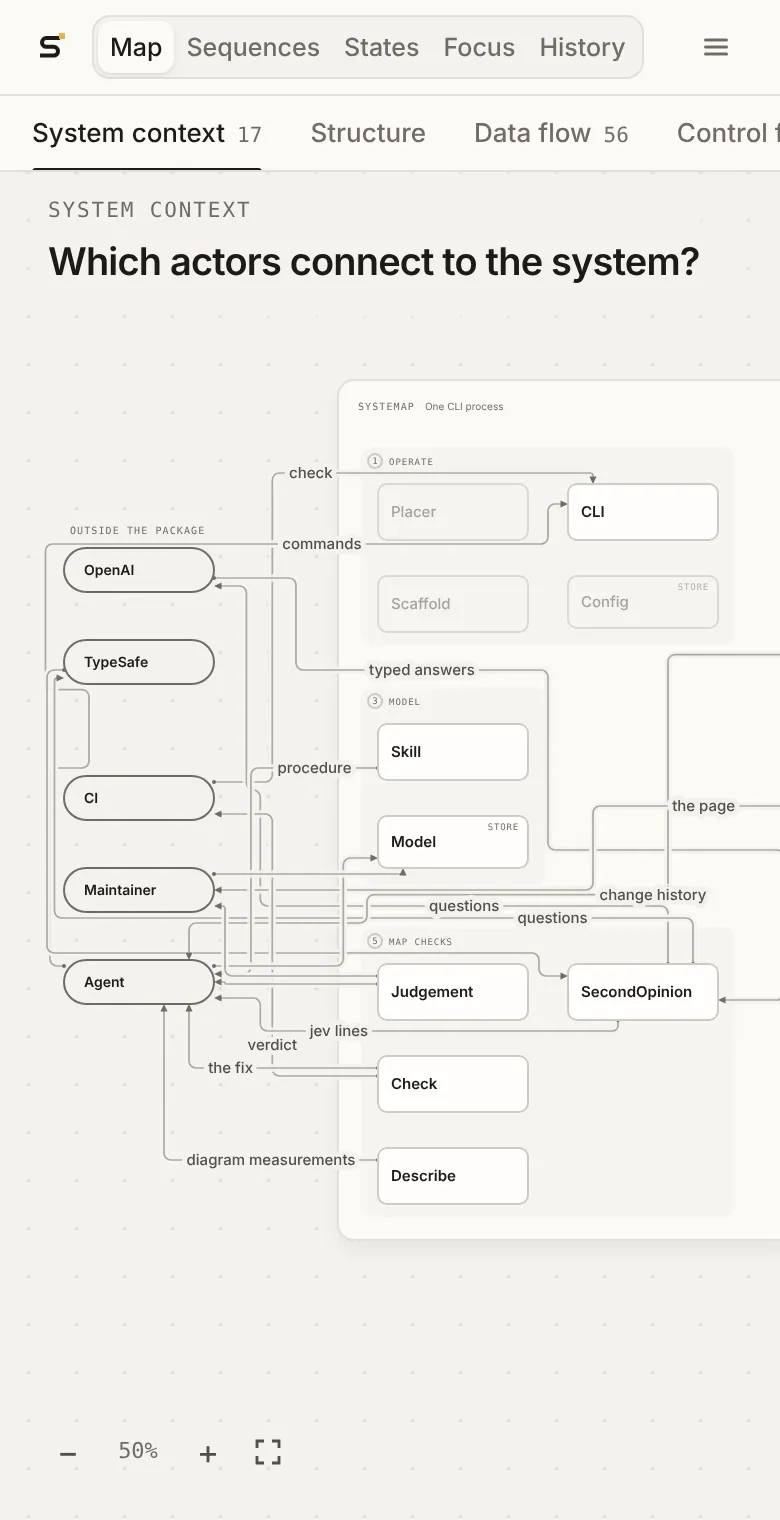 S
Map Sequences States Focus History
System context 17 Structure Data flow 56 Control f
SYSTEM CONTEXT
Which actors connect to the system?
SYSTEMAP One CLI process
1 OPERATE
check
Placer
CLI
OUTSIDE THE PACKAGE
commands
OpenAI
STORE
Scaffold
Config
TypeSafe
typed answers
3 MODEL
Skill
procedure
CI
the page
STORE
Model
Maintainer
change history
questions
questions
5 MAP CHECKS
Agent
Judgement
SecondOpinion
jev lines
verdict
the fix
Check
diagram measurements
Describe
− 50% +